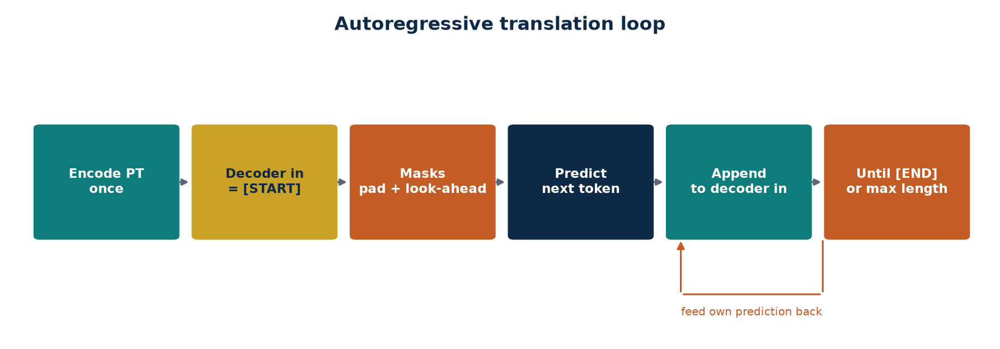 Autoregressive translation loop
Encode PT
once
Decoder in
= [START]
Masks
pad + look-ahead
Predict
next token
Append
to decoder in
Until [END]
or max length
feed own prediction back